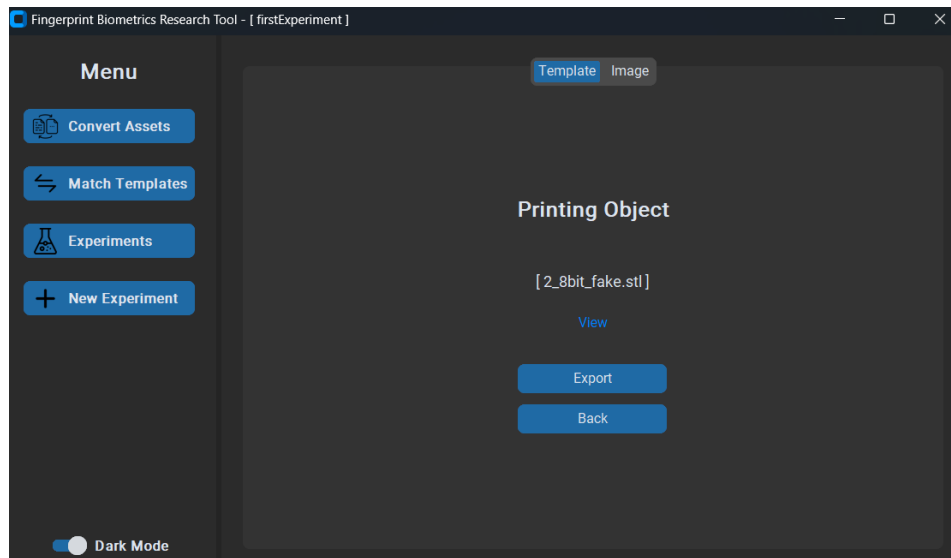 Fingerprint Biometrics Research Tool - [ firstExperiment ]
Menu
Convert Assets
Match Templates
Experiments
New Experiment
Dark Mode
Template Image
Printing Object
[ 2_8bit_fake.stl ]
View
Export
Back